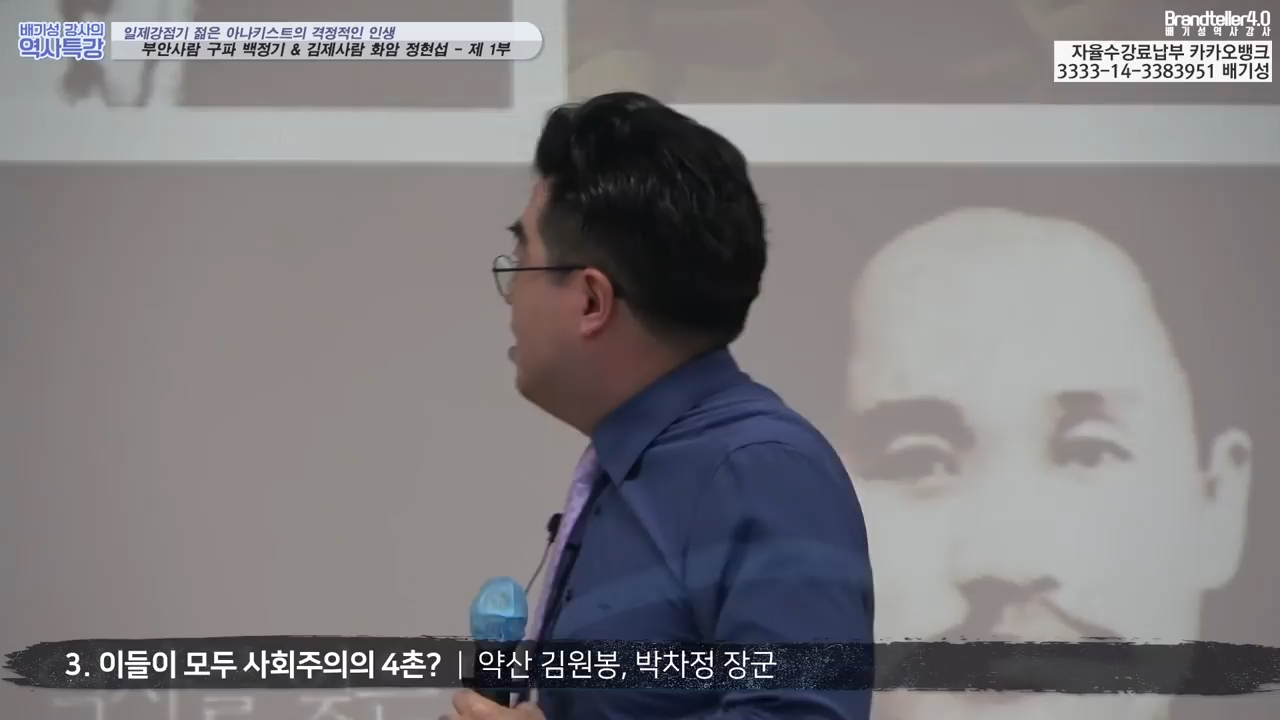 배기성 강사의
역사특강
일제강점기 젊은 아나키스트의 격정적인 인생
부안사람 구파 백정기 & 김제사람 화암 정현섭 - 제 1부
Brandteller4.0
배기성역사강사
자율수강료납부 카카오뱅크
3333-14-3383951 배기성
3. 이들이 모두 사회주의의 4촌? | 약산 김원봉, 박차정 장군